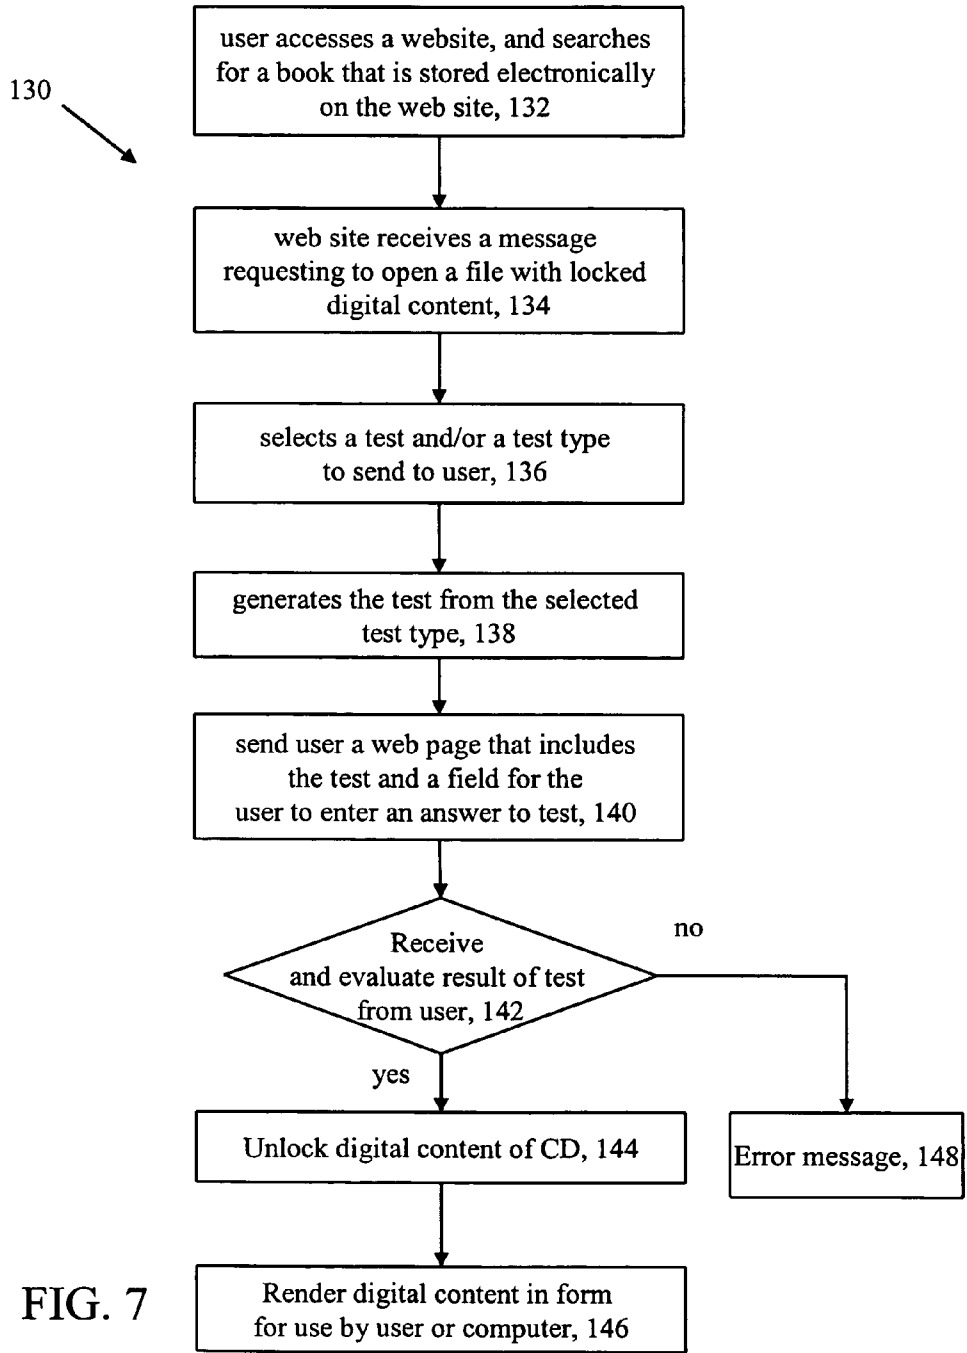 user accesses a website, and searches
for a book that is stored electronically
on the web site, 132
130
web site receives a message
requesting to open a file with locked
digital content, 134
selects a test and/or a test type
to send to user, 136
generates the test from the selected
test type, 138
send user a web page that includes
the test and a field for the
user to enter an answer to test, 140
Receive
and evaluate result of test
from user, 142
no
yes
Unlock digital content of CD, 144
Error message, 148
Render digital content in form
for use by user or computer, 146
FIG. 7